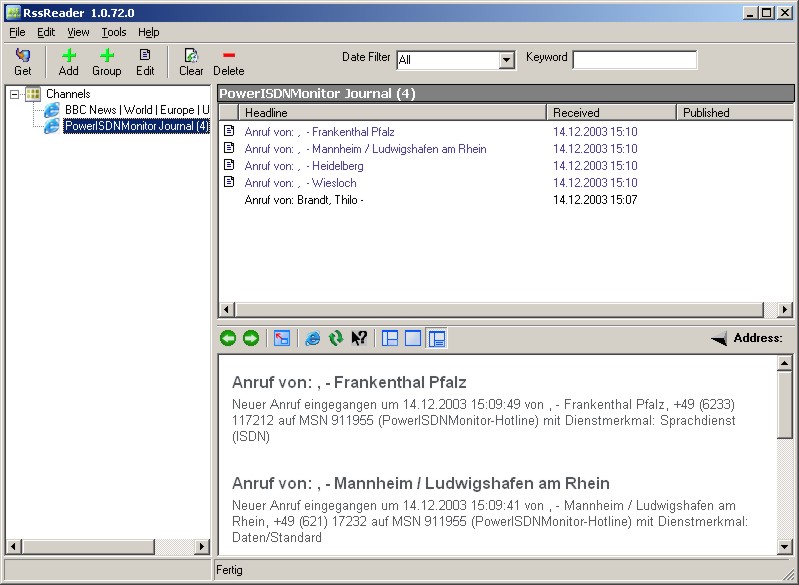 RssReader 1.0.72.0
File Edit View Tools Help
Get Add Group Edit Clear Delete Date Filter All Keyword
Channels
BBC News | World | Europe | U
PowerISDNMonitor Journal (4)
PowerISDNMonitor Journal (4)
Headline Received Published
Anruf von: , - Frankenthal Pfalz 14.12.2003 15:10
Anruf von: , - Mannheim / Ludwigshafen am Rhein 14.12.2003 15:10
Anruf von: , - Heidelberg 14.12.2003 15:10
Anruf von: , - Wiesloch 14.12.2003 15:10
Anruf von: Brandt, Thilo - 14.12.2003 15:07
Address:
Anruf von: , - Frankenthal Pfalz
Neuer Anruf eingegangen um 14.12.2003 15:09:49 von , - Frankenthal Pfalz, +49 (6233)
117212 auf MSN 911955 (PowerISDNMonitor-Hotline) mit Dienstmerkmal: Sprachdienst
(ISDN)
Anruf von: , - Mannheim / Ludwigshafen am Rhein
Neuer Anruf eingegangen um 14.12.2003 15:09:41 von , - Mannheim / Ludwigshafen am
Rhein, +49 (621) 17232 auf MSN 911955 (PowerISDNMonitor-Hotline) mit Dienstmerkmal:
Daten/Standard
Fertig